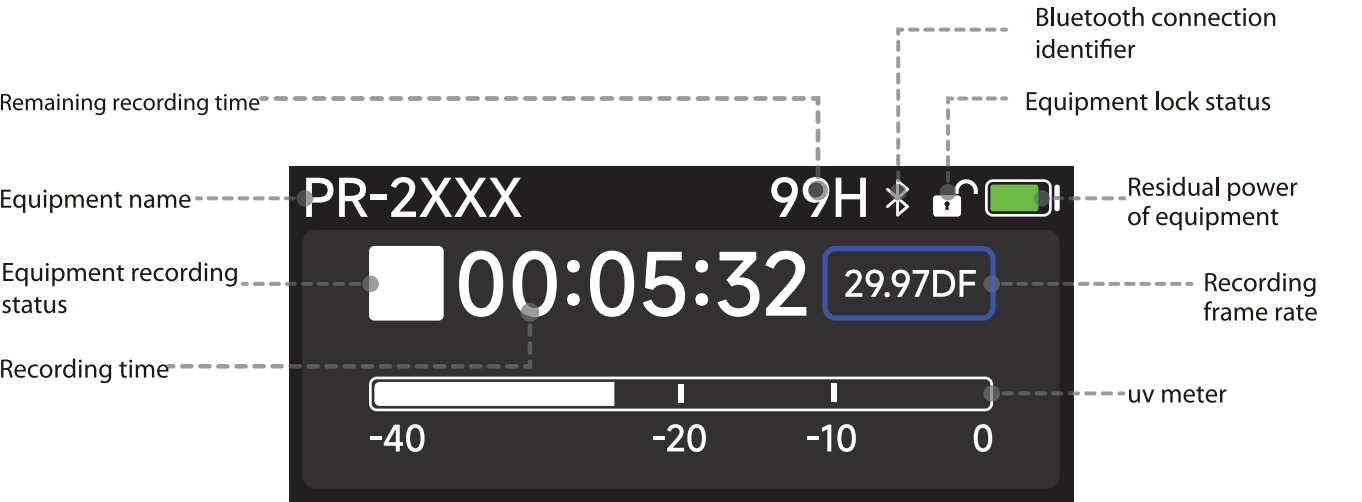 Bluetooth connection
identifier
Remaining recording time
Equipment lock status
PR-2XXX
99H
Equipment name
Residual power
of equipment
Equipment recording
status
00:05:32
29.97DF
Recording
frame rate
Recording time
uv meter
-40
-20
-10
0